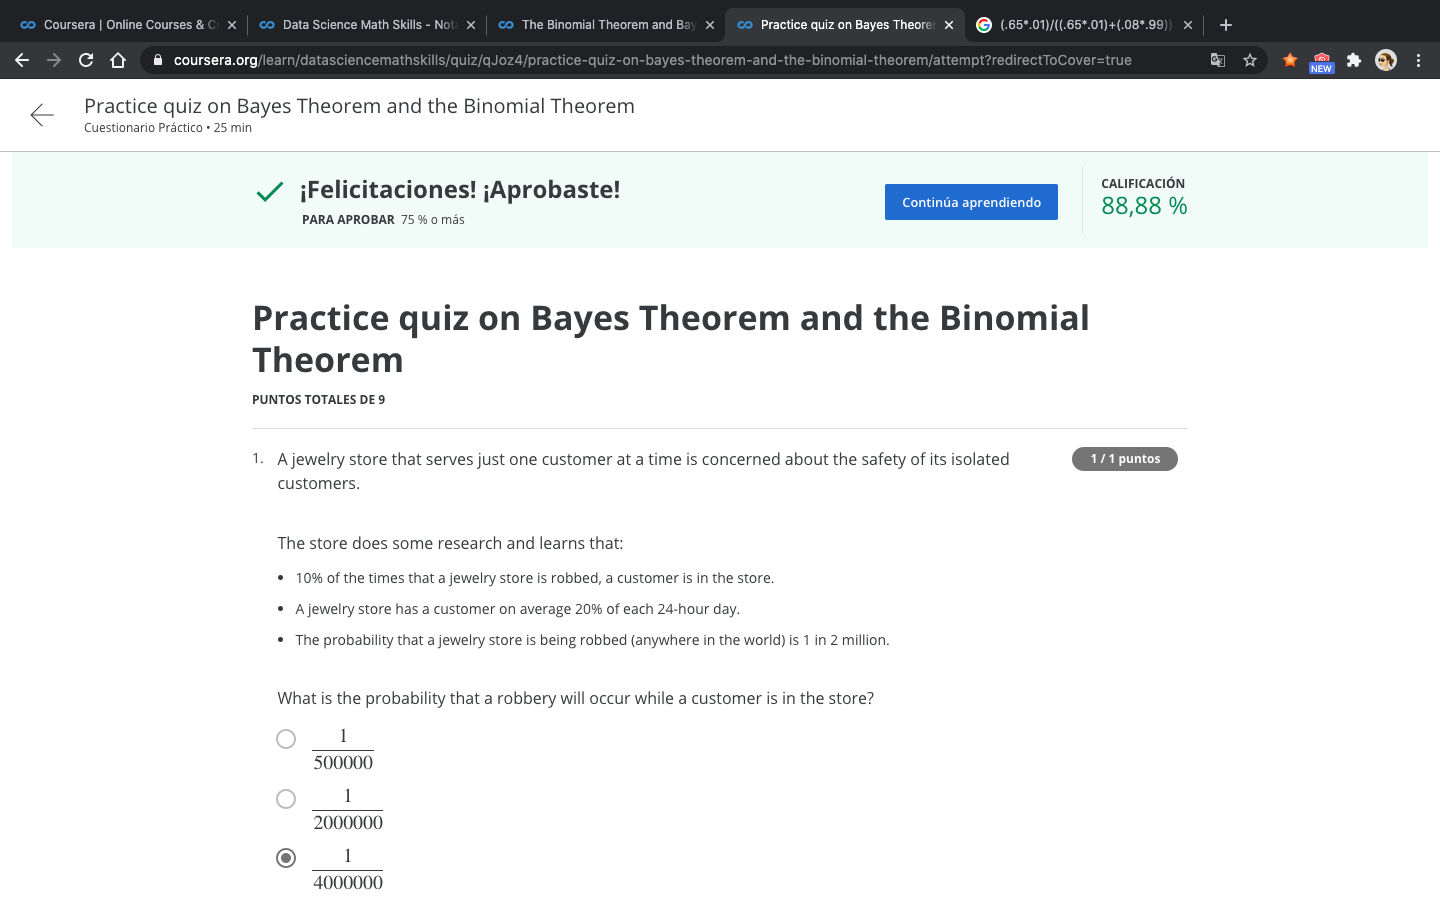 Coursera | Online Courses & C
Data Science Math Skills - Not
The Binomial Theorem and Bay
Practice quiz on Bayes Theore
(.65*.01)/((.65*.01)+(.08*.99))
coursera.org/learn/datasciencemathskills/quiz/qJoz4/practice-quiz-on-bayes-theorem-and-the-binomial-theorem/attempt?redirectToCover=true
NEW
Practice quiz on Bayes Theorem and the Binomial Theorem
Cuestionario Práctico • 25 min
¡Felicitaciones! ¡Aprobaste!
PARA APROBAR 75 % o más
Continúa aprendiendo
CALIFICACIÓN
88,88 %
Practice quiz on Bayes Theorem and the Binomial
Theorem
PUNTOS TOTALES DE 9
1. A jewelry store that serves just one customer at a time is concerned about the safety of its isolated
customers.
1 / 1 puntos
The store does some research and learns that:
• 10% of the times that a jewelry store is robbed, a customer is in the store.
• A jewelry store has a customer on average 20% of each 24-hour day.
• The probability that a jewelry store is being robbed (anywhere in the world) is 1 in 2 million.
What is the probability that a robbery will occur while a customer is in the store?
1
500000
1
2000000
1
4000000